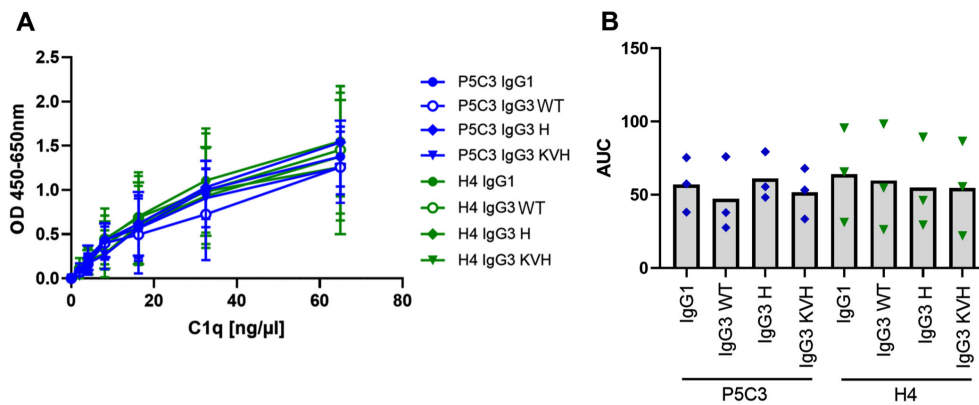 A
OD 450-650nm
2.5
2.0
1.5
1.0
0.5
0.0
0
20
40
60
80
C1q [ng/µl]
P5C3 IgG1
P5C3 IgG3 WT
P5C3 IgG3 H
P5C3 IgG3 KVH
H4 IgG1
H4 IgG3 WT
H4 IgG3 H
H4 IgG3 KVH
B
AUC
150
100
50
0
IgG1
IgG3 WT
IgG3 H
IgG3 KVH
IgG1
IgG3 WT
IgG3 H
IgG3 KVH
P5C3
H4